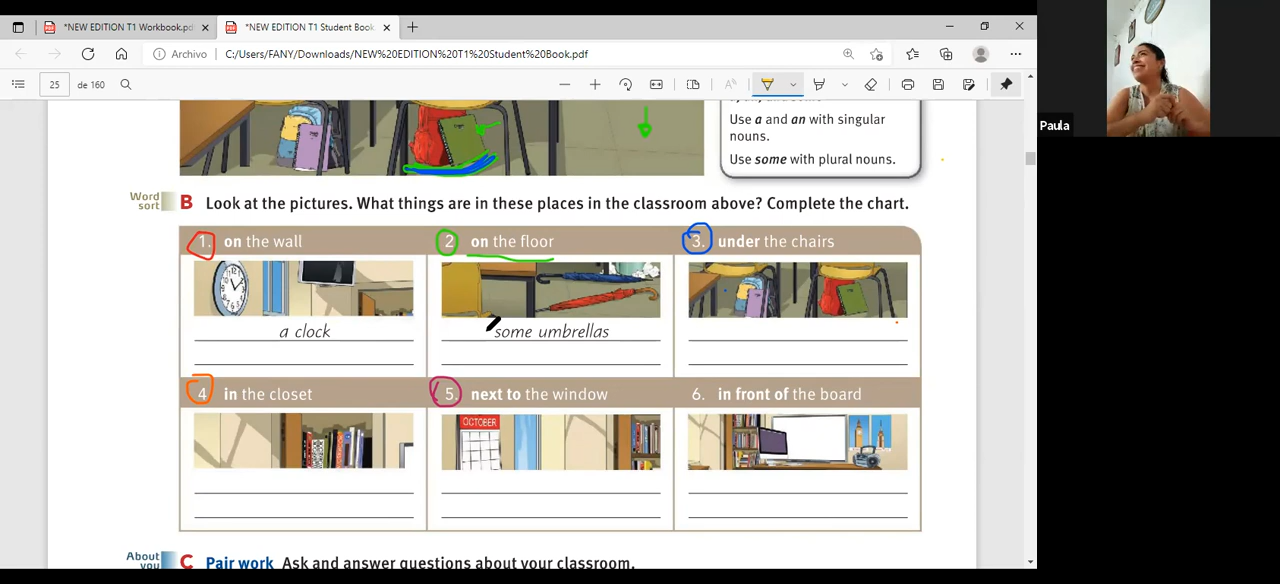 *NEW EDITION T1 Workbook.pd
*NEW EDITION T1 Student Book
Archivo
C:/Users/FANY/Downloads/NEW%20EDITION%20T1%20Student%20Book.pdf
25
de 160
Use a and an with singular
nouns.
Use some with plural nouns.
Paula
Word
sort
B Look at the pictures. What things are in these places in the classroom above? Complete the chart.
1. on the wall
2 on the floor
3. under the chairs
a clock
some umbrellas
4 in the closet
5. next to the window
6. in front of the board
OCTOBER
About
you
C Pair work Ask and answer questions about your classroom.